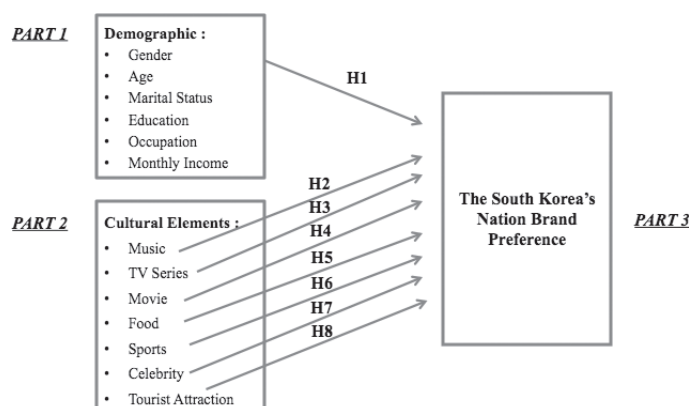 PART 1
Demographic :
• Gender
• Age
• Marital Status
• Education
• Occupation
• Monthly Income
H1
PART 2
Cultural Elements :
• Music
• TV Series
• Movie
• Food
• Sports
• Celebrity
• Tourist Attraction
H2
H3
H4
H5
H6
H7
H8
The South Korea's
Nation Brand
Preference
PART 3